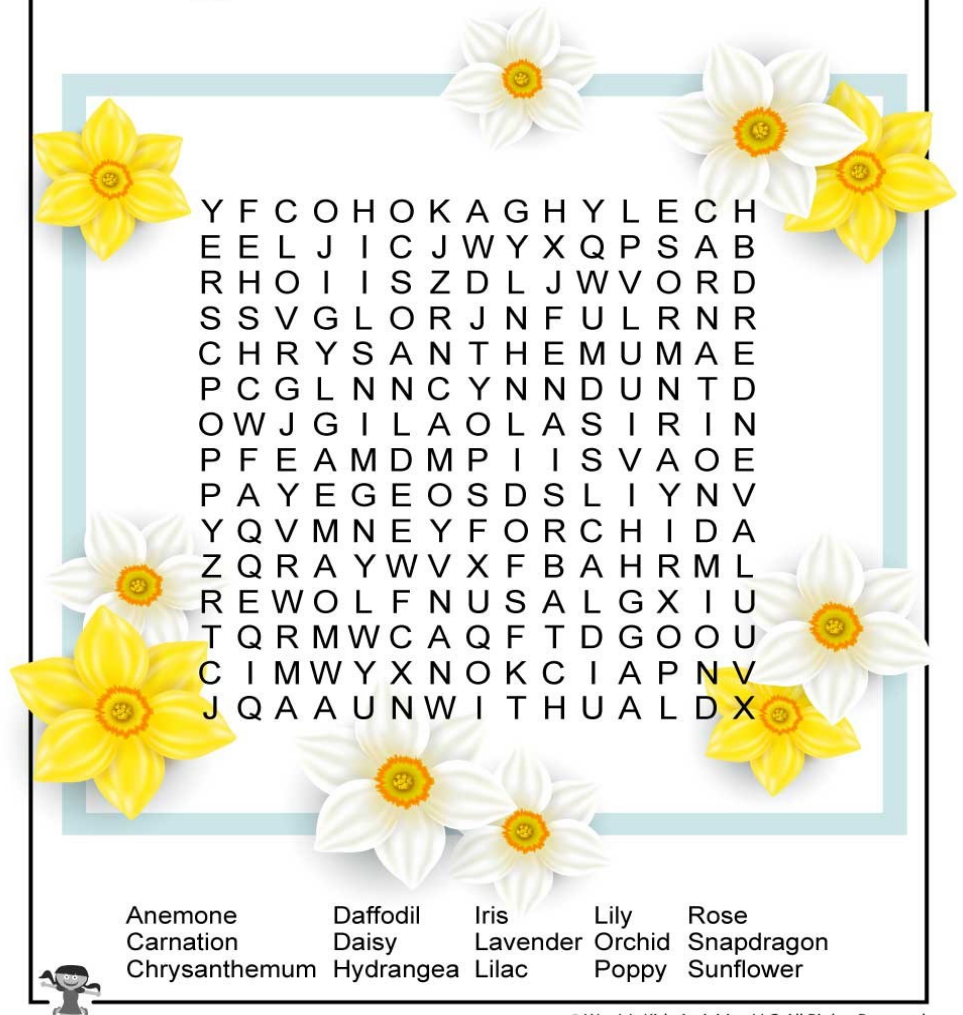 Y F C O H O K A G H Y L E C H
E E L J I C J W Y X Q P S A B
R H O I I S Z D L J W V O R D
S S V G L O R J N F U L R N R
C H R Y S A N T H E M U M A E
P C G L N N C Y N N D U N T D
O W J G I L A O L A S I R I N
P F E A M D M P I I S V A O E
P A Y E G E O S D S L I Y N V
Y Q V M N E Y F O R C H I D A
Z Q R A Y W V X F B A H R M L
R E W O L F N U S A L G X I U
T Q R M W C A Q F T D G O O U
C I M W Y X N O K C I A P N V
J Q A A U N W I T H U A L D X
Anemone Daffodil Iris Lily Rose
Carnation Daisy Lavender Orchid Snapdragon
Chrysanthemum Hydrangea Lilac Poppy Sunflower